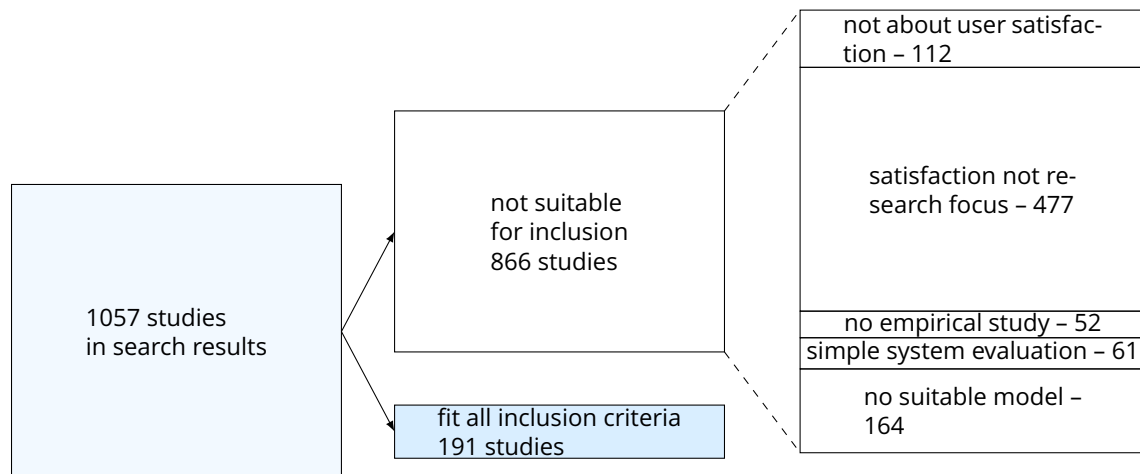 1057 studies
in search results
not suitable
for inclusion
866 studies
fit all inclusion criteria
191 studies
not about user satisfac-
tion – 112
satisfaction not re-
search focus – 477
no empirical study – 52
simple system evaluation – 61
no suitable model –
164